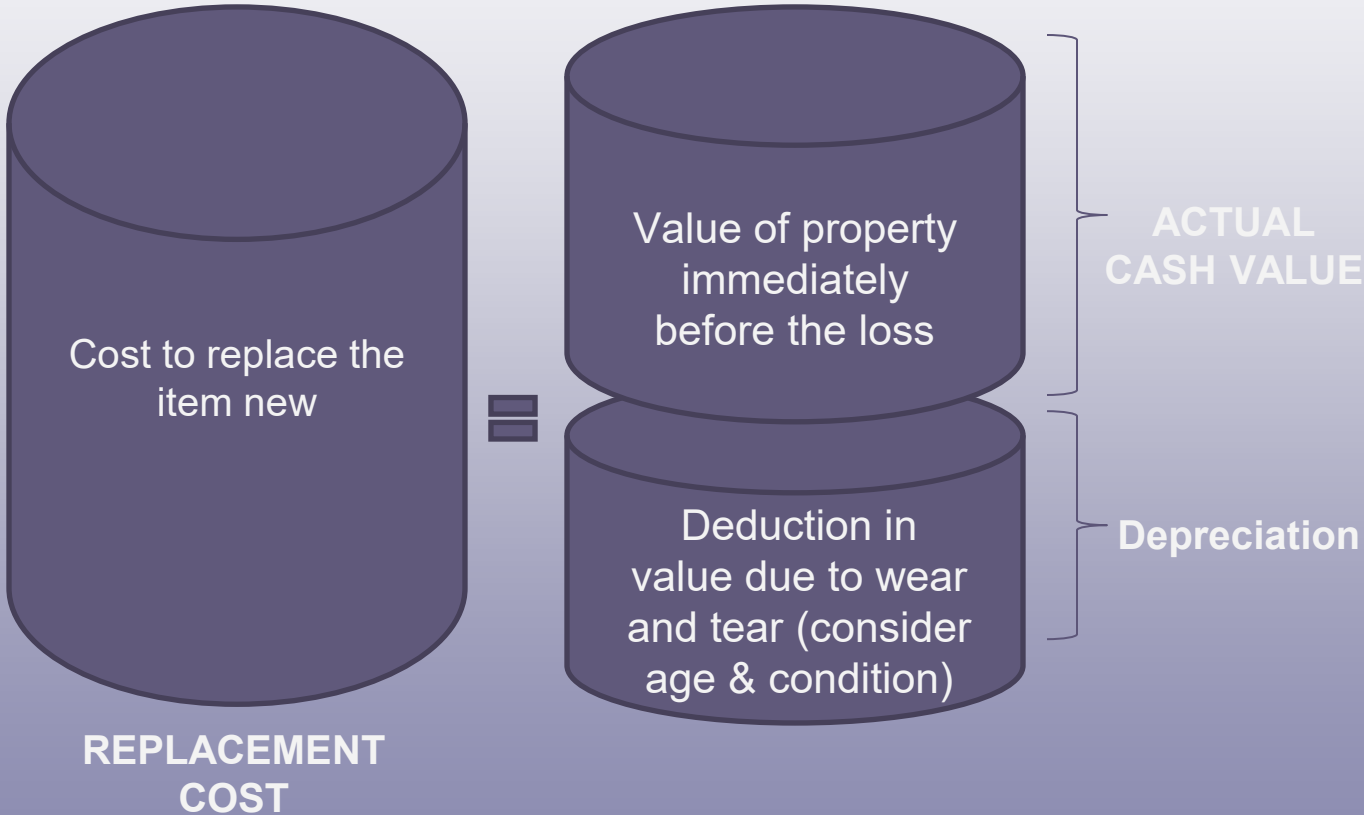 Cost to replace the
item new
REPLACEMENT
COST
Value of property
immediately
before the loss
ACTUAL
CASH VALUE
Deduction in
value due to wear
and tear (consider
age & condition)
Depreciation